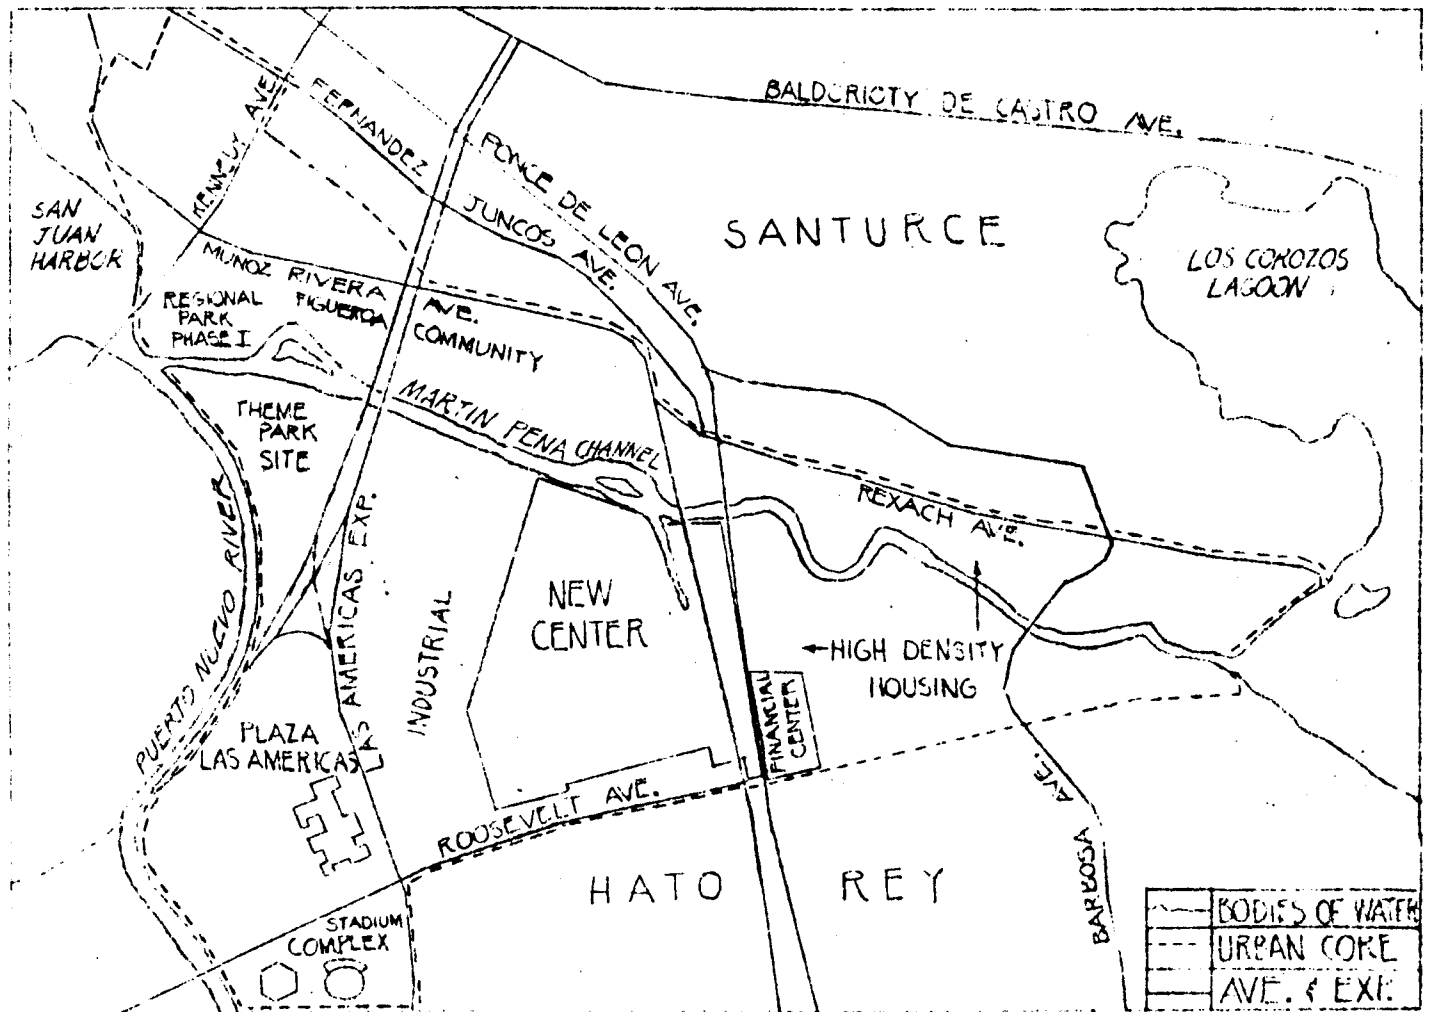 BALDORIOTY DE CASTRO AVE.
KENNEDY AVE.
FERNANDEZ
JUNCOS AVE.
PONCE DE LEON AVE.
SANTURCE
SAN
JUAN
HARBOR
LOS COROZOS
LAGOON
MUÑOZ RIVERA
AVE.
REGIONAL
PARK
PHASE I
FIGUEROA
COMMUNITY
MARTIN PENA CHANNEL
THEME
PARK
SITE
REXACH AVE.
PUERTO NUEVO RIVER
LAS AMERICAS EXP.
INDUSTRIAL
NEW
CENTER
HIGH DENSITY
HOUSING
FINANCIAL
CENTER
PLAZA
LAS AMERICAS
ROOSEVELT AVE.
BARBOSA AVE.
HATO REY
STADIUM
COMPLEX
BODIES OF WATER
URBAN CORE
AVE. & EXP.